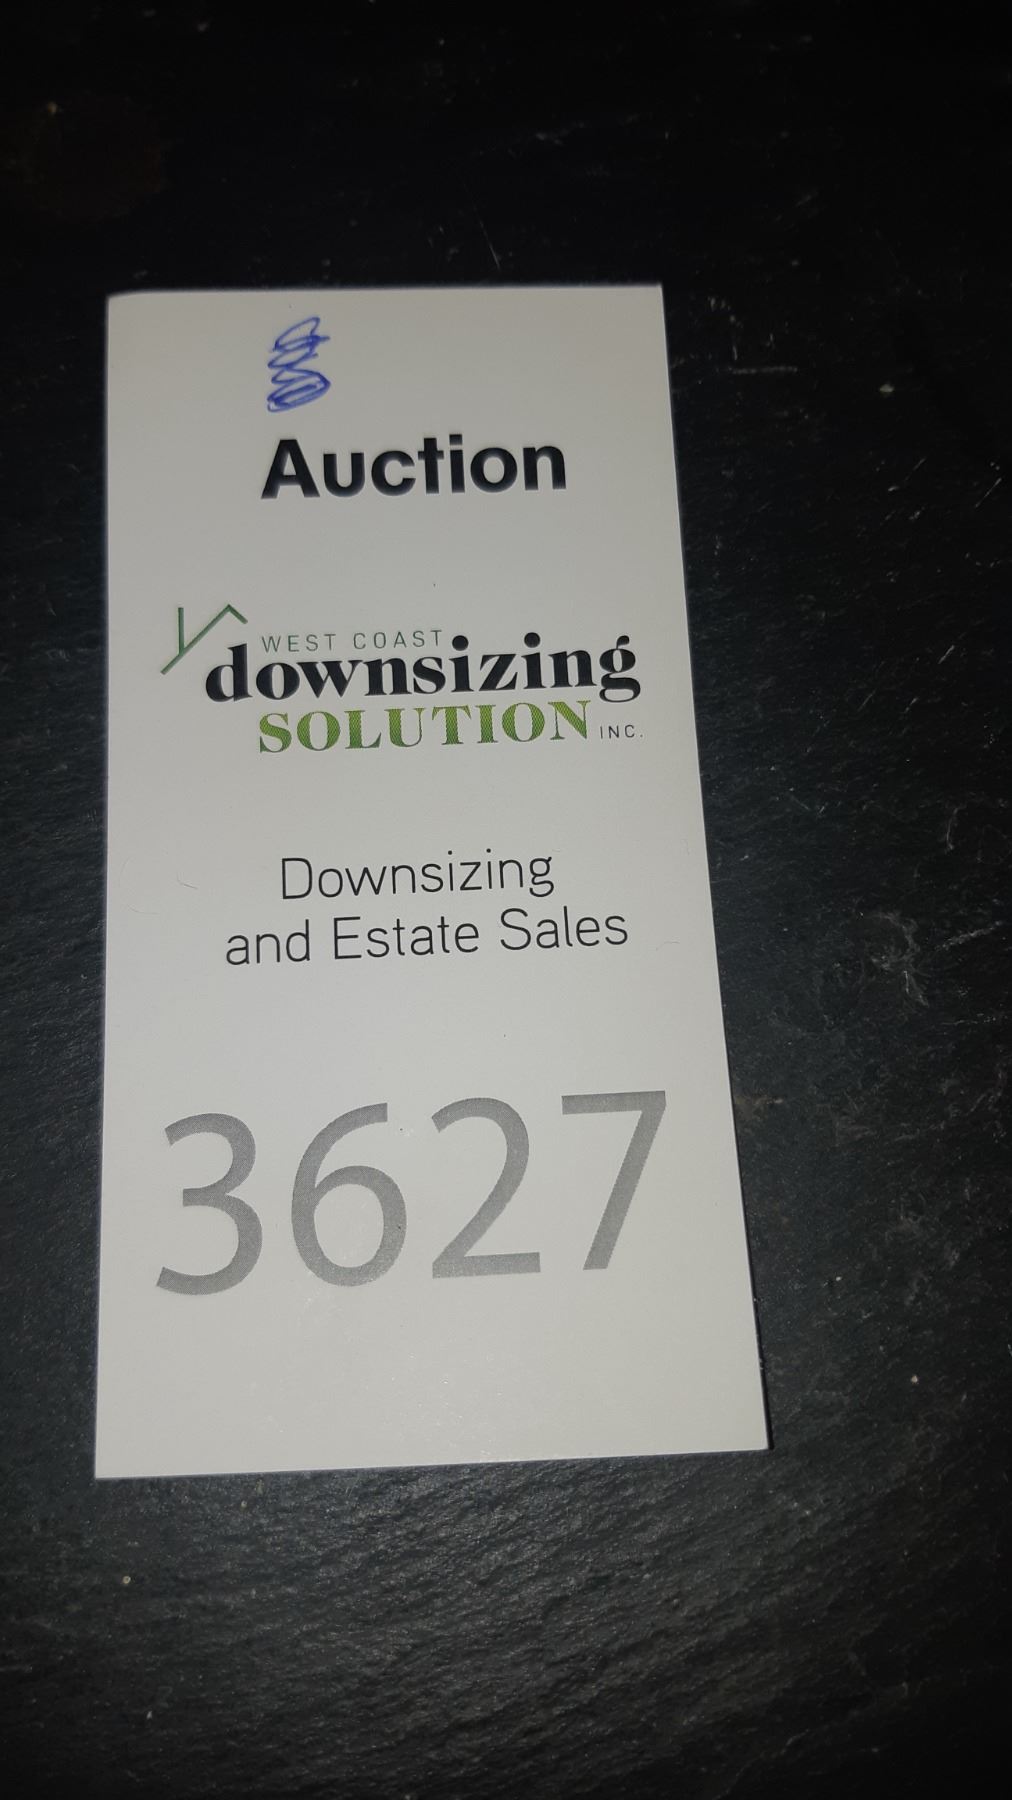 Auction
WEST COAST
downsizing
SOLUTION INC.
Downsizing
and Estate Sales
3627